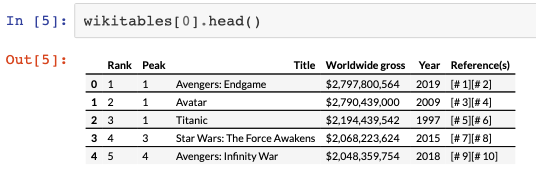 In [5]: wikitables[0].head()
Out[5]:
Rank Peak Title Worldwide gross Year Reference(s)
0 1 1 Avengers: Endgame $2,797,800,564 2019 [# 1][# 2]
1 2 1 Avatar $2,790,439,000 2009 [# 3][# 4]
2 3 1 Titanic $2,194,439,542 1997 [# 5][# 6]
3 4 3 Star Wars: The Force Awakens $2,068,223,624 2015 [# 7][# 8]
4 5 4 Avengers: Infinity War $2,048,359,754 2018 [# 9][# 10]